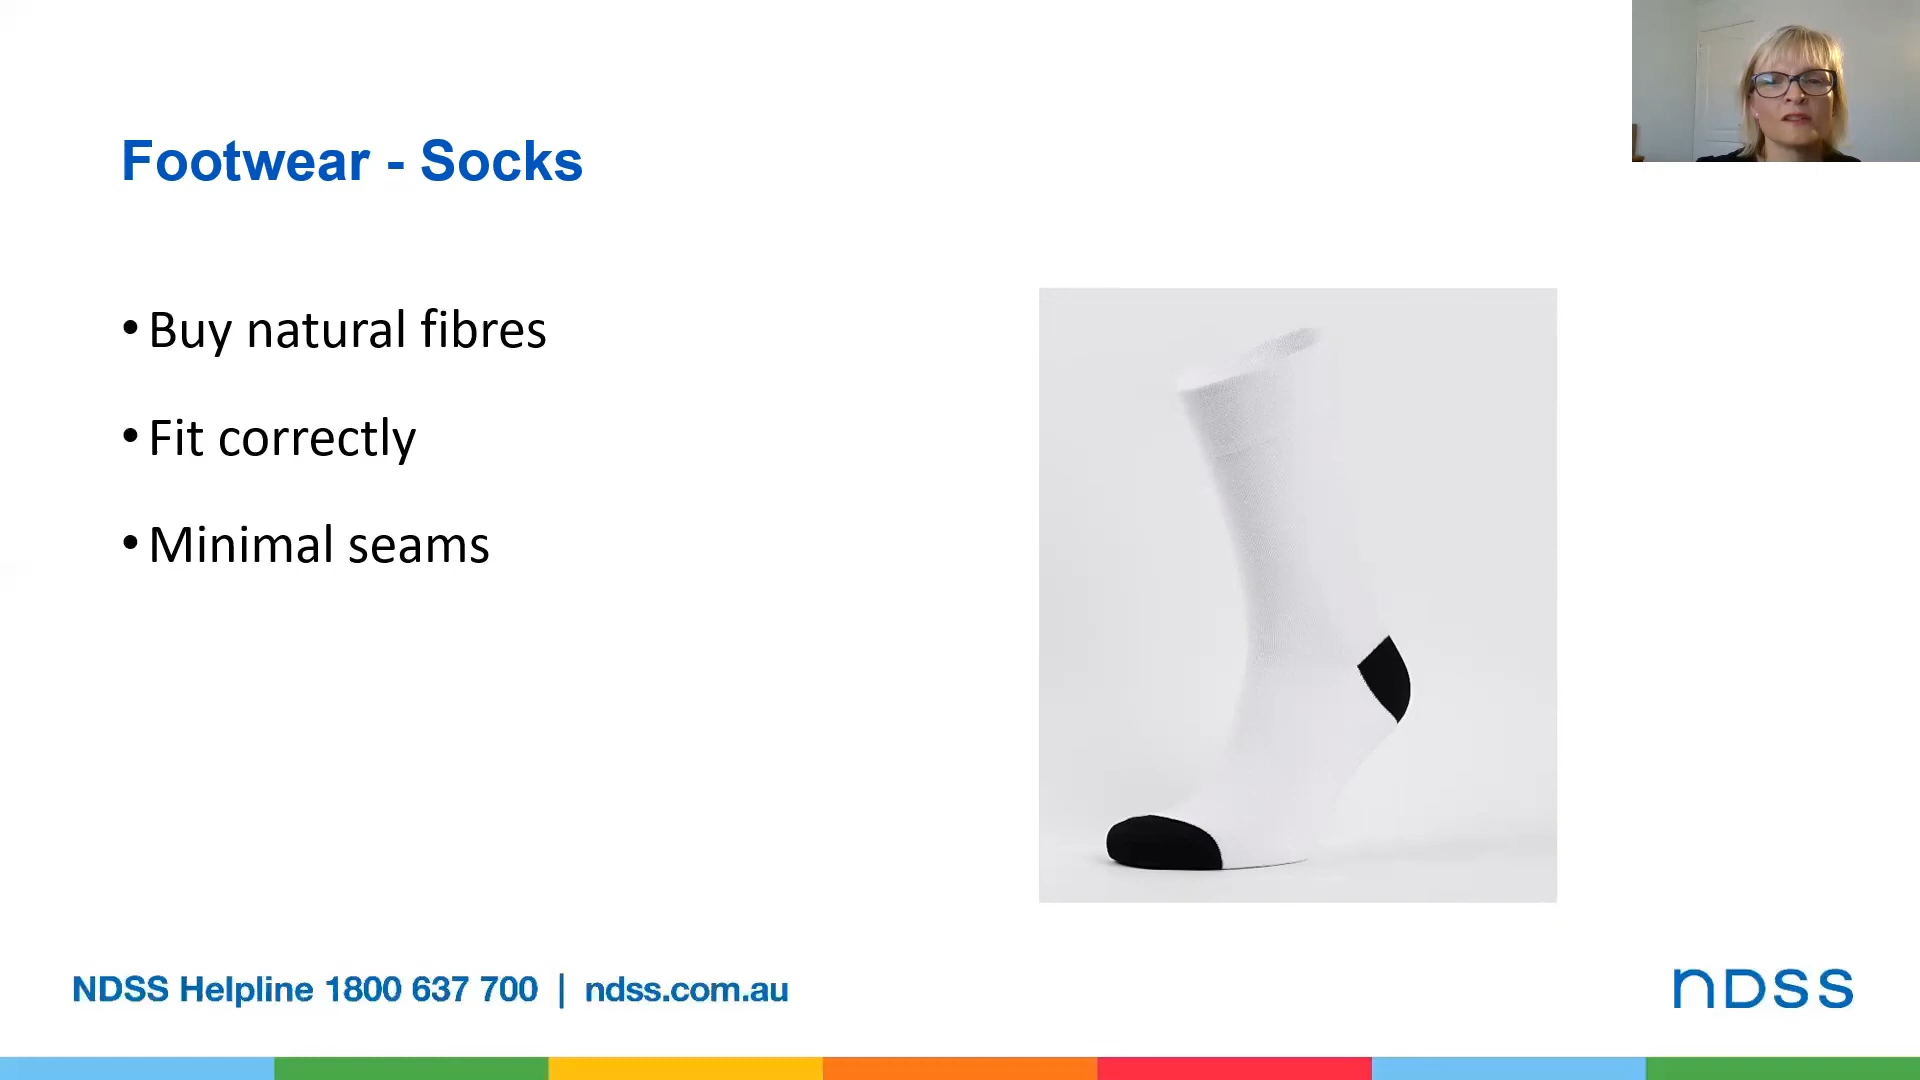 Footwear - Socks
• Buy natural fibres
• Fit correctly
• Minimal seams
NDSS Helpline 1800 637 700 | ndss.com.au
NDSS